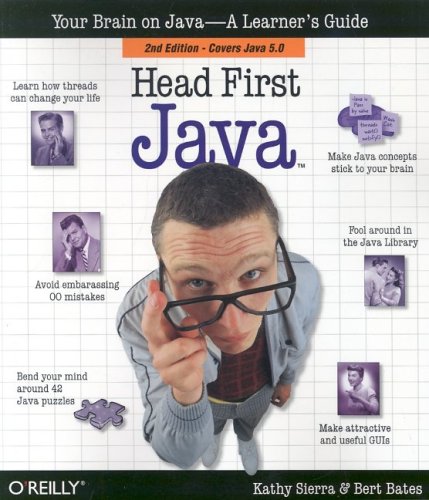 Your Brain on Java—A Learner's Guide
2nd Edition - Covers Java 5.0
Head First
Java™
Learn how threads
can change your life
Make Java concepts
stick to your brain
Fool around in
the Java Library
Avoid embarassing
OO mistakes
Bend your mind
around 42
Java puzzles
Make attractive
and useful GUIs
O'REILLY®
Kathy Sierra & Bert Bates